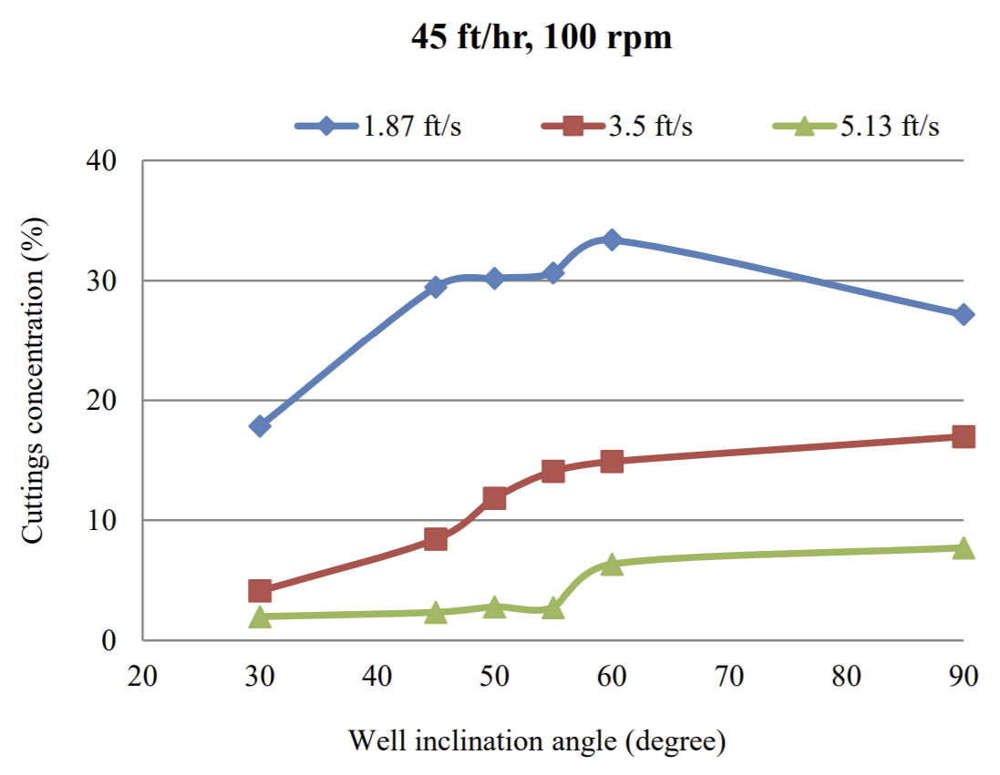 45 ft/hr, 100 rpm
1.87 ft/s 3.5 ft/s 5.13 ft/s
40
30
20
10
0
20 30 40 50 60 70 80 90
Cuttings concentration (%)
Well inclination angle (degree)